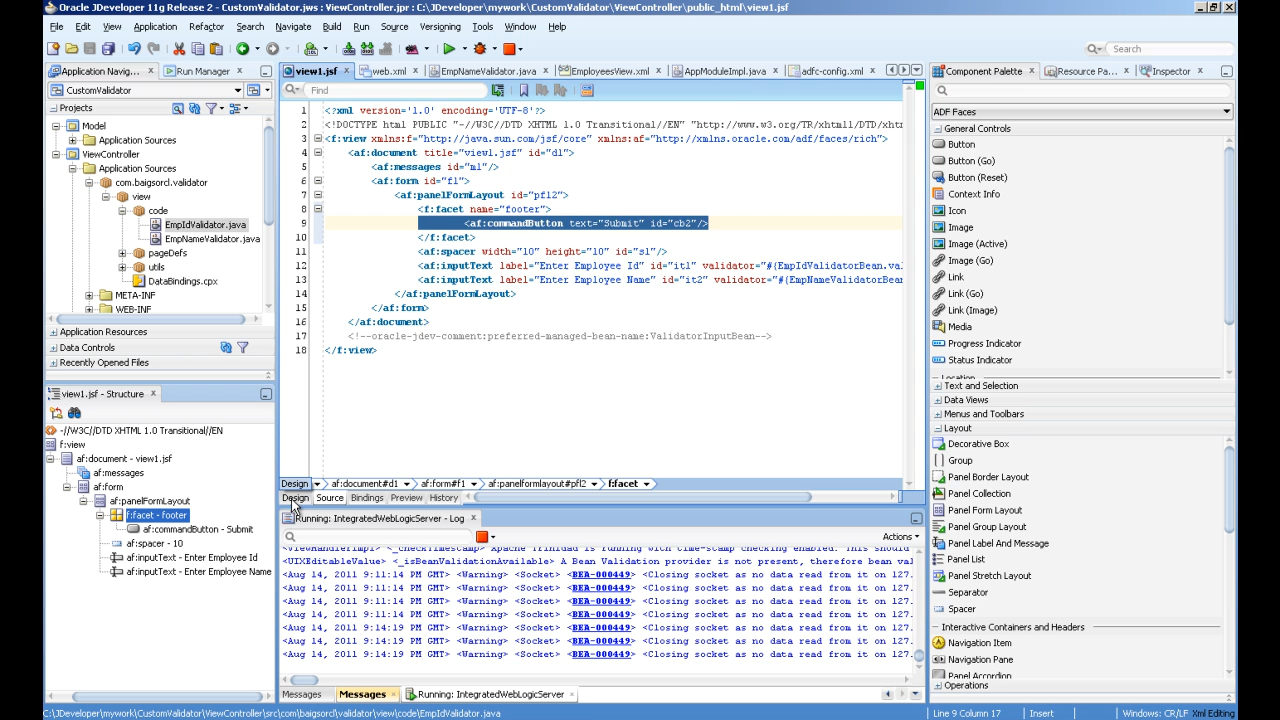 Oracle JDeveloper 11g Release 2 - CustomValidator.jws : ViewController.jpr : C:\JDeveloper\mywork\CustomValidator\ViewController\public_html\view1.jsf
File Edit View Application Refactor Search Navigate Build Run Source Versioning Tools Window Help
Search
Application Navig... Run Manager
CustomValidator
Projects
Model
Application Sources
ViewController
Application Sources
com.baigsorcl.validator
view
code
EmpIdValidator.java
EmpNameValidator.java
pageDefs
utils
DataBindings.cpx
META-INF
WEB-INF
Application Resources
Data Controls
Recently Opened Files
view1.jsf - Structure
-//W3C//DTD XHTML 1.0 Transitional//EN
f:view
af:document - view1.jsf
af:messages
af:form
af:panelFormLayout
f:facet - footer
af:commandButton - Submit
af:spacer - 10
af:inputText - Enter Employee Id
af:inputText - Enter Employee Name
view1.jsf web.xml EmpNameValidator.java EmployeesView.xml AppModuleImpl.java adfc-config.xml
Find
1 <?xml version='1.0' encoding='UTF-8'?>
2 <!DOCTYPE html PUBLIC "-//W3C//DTD XHTML 1.0 Transitional//EN" "http://www.w3.org/TR/xhtml1/DTD/xhtm
3 <f:view xmlns:f="http://java.sun.com/jsf/core" xmlns:af="http://xmlns.oracle.com/adf/faces/rich">
4 <af:document title="view1.jsf" id="d1">
5 <af:messages id="m1"/>
6 <af:form id="f1">
7 <af:panelFormLayout id="pfl2">
8 <f:facet name="footer">
9 <af:commandButton text="Submit" id="cb2"/>
10 </f:facet>
11 <af:spacer width="10" height="10" id="s1"/>
12 <af:inputText label="Enter Employee Id" id="it1" validator="#{EmpIdValidatorBean.va
13 <af:inputText label="Enter Employee Name" id="it2" validator="#{EmpNameValidatorBean
14 </af:panelFormLayout>
15 </af:form>
16 </af:document>
17 <!--oracle-jdev-comment:preferred-managed-bean-name:ValidatorInputBean-->
18 </f:view>
Design af:document#d1 af:form#f1 af:panelformlayout#pfl2 f:facet
Design Source Bindings Preview History
Running: IntegratedWebLogicServer - Log
Actions
<ViewHandlerImpl> <_checkTimestamp> Apache Trinidad is running with time-stamp checking enabled. This should
<UIXEditableValue> <_isBeanValidationAvailable> A Bean Validation provider is not present, therefore bean val
<Aug 14, 2011 9:11:14 PM GMT> <Warning> <Socket> <BEA-000449> <Closing socket as no data read from it on 127.
<Aug 14, 2011 9:11:14 PM GMT> <Warning> <Socket> <BEA-000449> <Closing socket as no data read from it on 127.
<Aug 14, 2011 9:11:14 PM GMT> <Warning> <Socket> <BEA-000449> <Closing socket as no data read from it on 127.
<Aug 14, 2011 9:11:14 PM GMT> <Warning> <Socket> <BEA-000449> <Closing socket as no data read from it on 127.
<Aug 14, 2011 9:14:19 PM GMT> <Warning> <Socket> <BEA-000449> <Closing socket as no data read from it on 127.
<Aug 14, 2011 9:14:19 PM GMT> <Warning> <Socket> <BEA-000449> <Closing socket as no data read from it on 127.
<Aug 14, 2011 9:14:19 PM GMT> <Warning> <Socket> <BEA-000449> <Closing socket as no data read from it on 127.
Messages Messages Running: IntegratedWebLogicServer
Component Palette Resource Pa... Inspector
ADF Faces
General Controls
Button
Button (Go)
Button (Reset)
Context Info
Icon
Image
Image (Active)
Image (Go)
Link
Link (Go)
Link (Image)
Media
Progress Indicator
Status Indicator
Location
Text and Selection
Data Views
Menus and Toolbars
Layout
Decorative Box
Group
Panel Border Layout
Panel Collection
Panel Form Layout
Panel Group Layout
Panel Label And Message
Panel List
Panel Stretch Layout
Separator
Spacer
Interactive Containers and Headers
Navigation Item
Navigation Pane
Panel Accordion
Operations
C:\JDeveloper\mywork\CustomValidator\ViewController\src\com\baigsorcl\validator\view\code\EmpIdValidator.java
Line 9 Column 17 Insert Windows: CR/LF Xml Editing